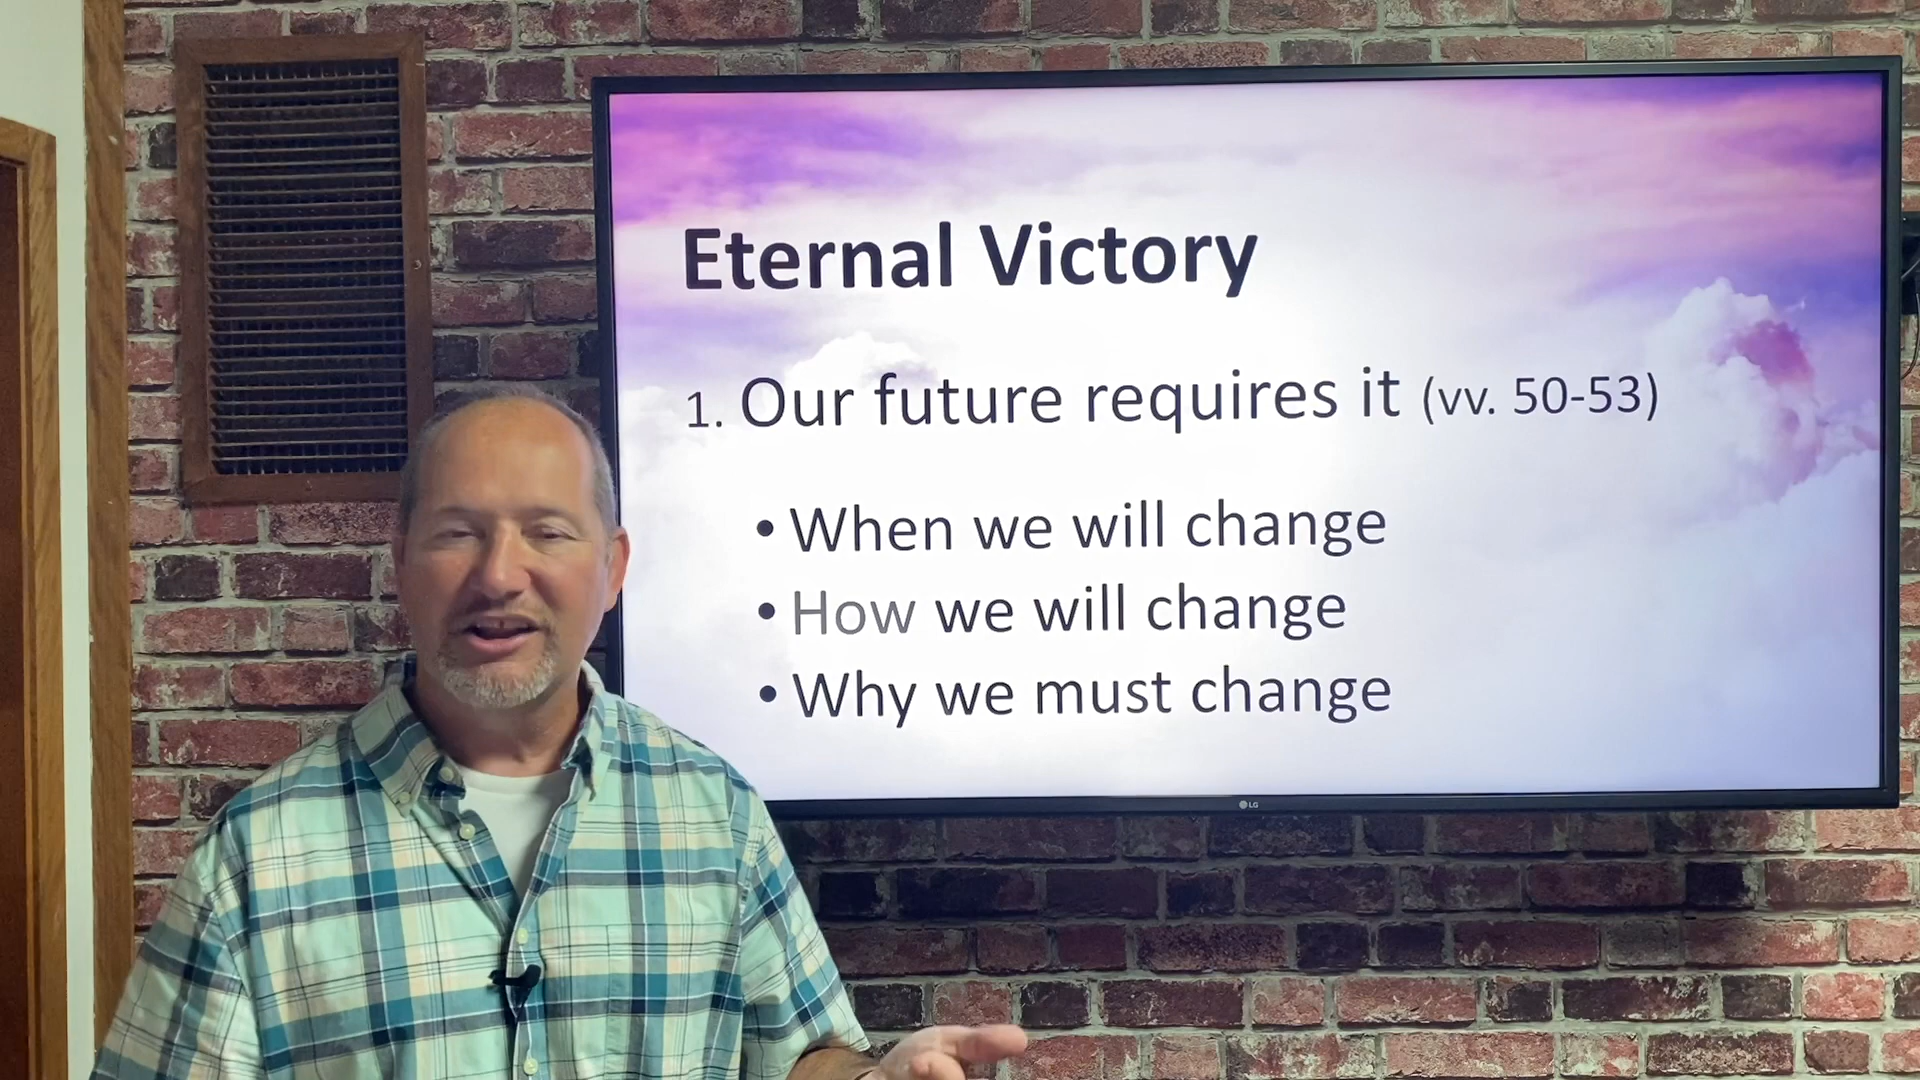 Eternal Victory
1. Our future requires it (vv. 50-53)
• When we will change
• How we will change
• Why we must change
LG